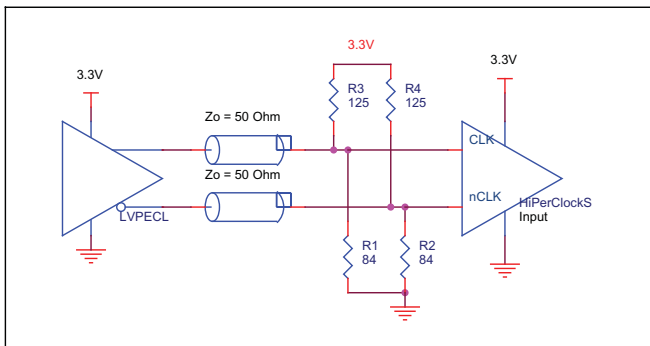 3.3V
3.3V
3.3V
R3
125
R4
125
Zo = 50 Ohm
CLK
Zo = 50 Ohm
nCLK
LVPECL
HiPerClockS
Input
R1
84
R2
84